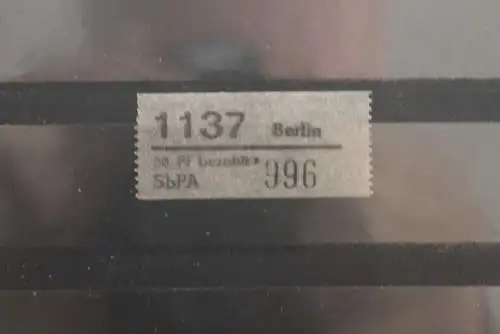 1137 Berlin
50 Pf bezahlt
SbPA 996